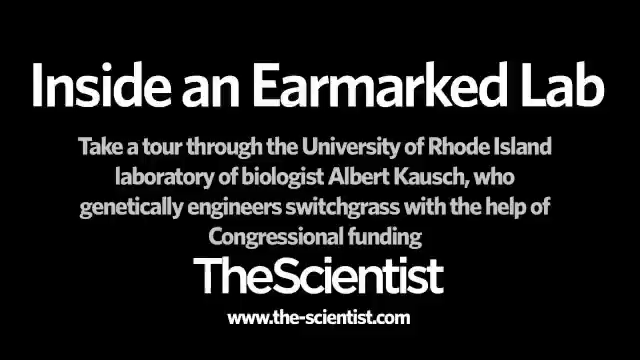 Inside an Earmarked Lab
Take a tour through the University of Rhode Island
laboratory of biologist Albert Kausch, who
genetically engineers switchgrass with the help of
Congressional funding
TheScientist
www.the-scientist.com